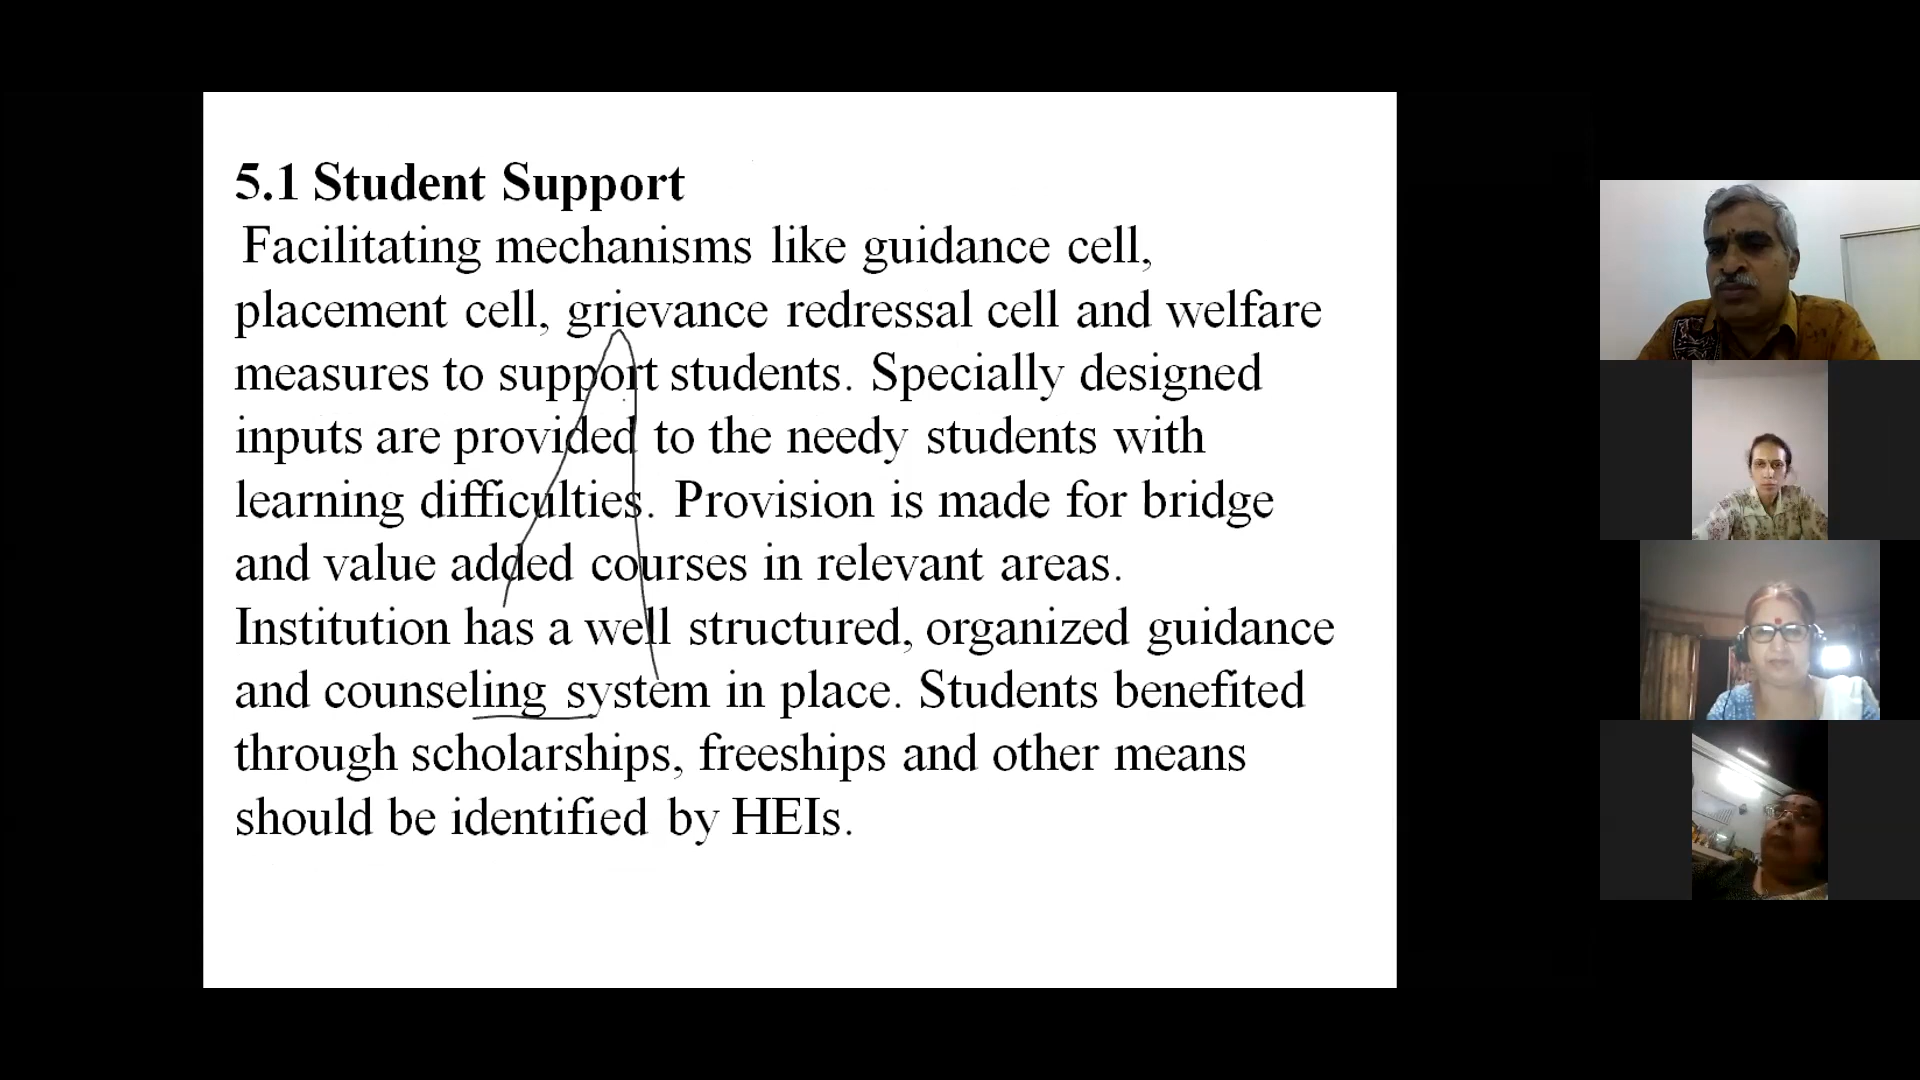 5.1 Student Support
Facilitating mechanisms like guidance cell,
placement cell, grievance redressal cell and welfare
measures to support students. Specially designed
inputs are provided to the needy students with
learning difficulties. Provision is made for bridge
and value added courses in relevant areas.
Institution has a well structured, organized guidance
and counseling system in place. Students benefited
through scholarships, freeships and other means
should be identified by HEIs.